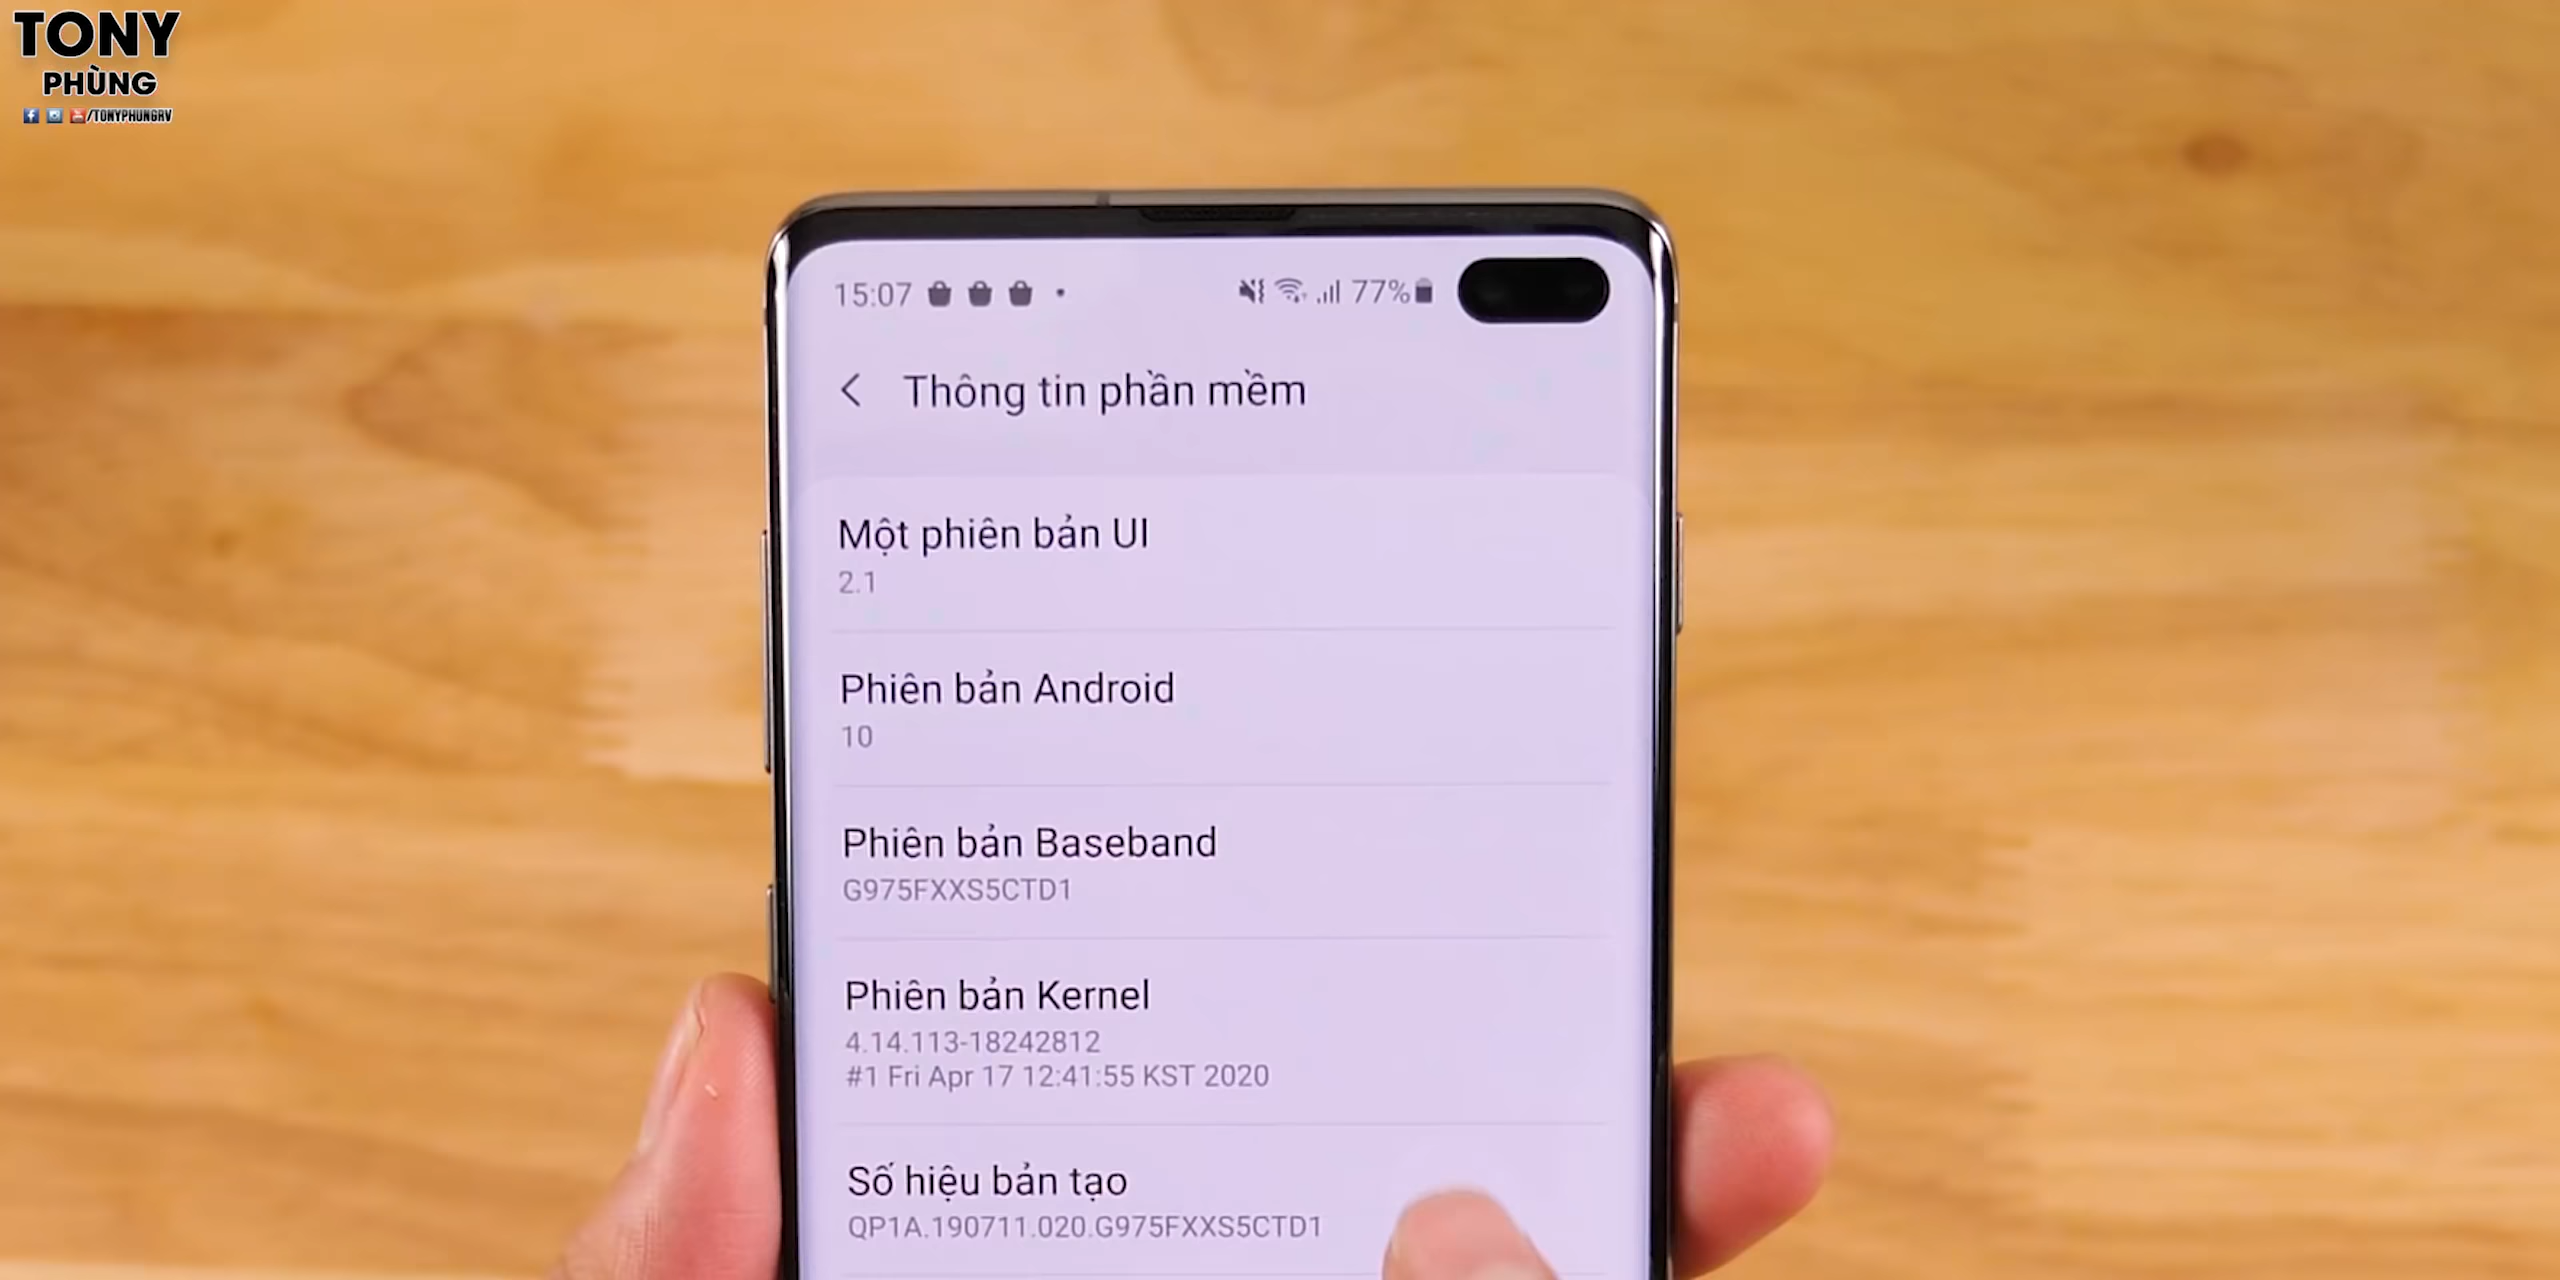 TONY
PHÙNG
/TONYPHUNGRV
15:07 77%
Thông tin phần mềm
Một phiên bản UI
2.1
Phiên bản Android
10
Phiên bản Baseband
G975FXXS5CTD1
Phiên bản Kernel
4.14.113-18242812
#1 Fri Apr 17 12:41:55 KST 2020
Số hiệu bản tạo
QP1A.190711.020.G975FXXS5CTD1